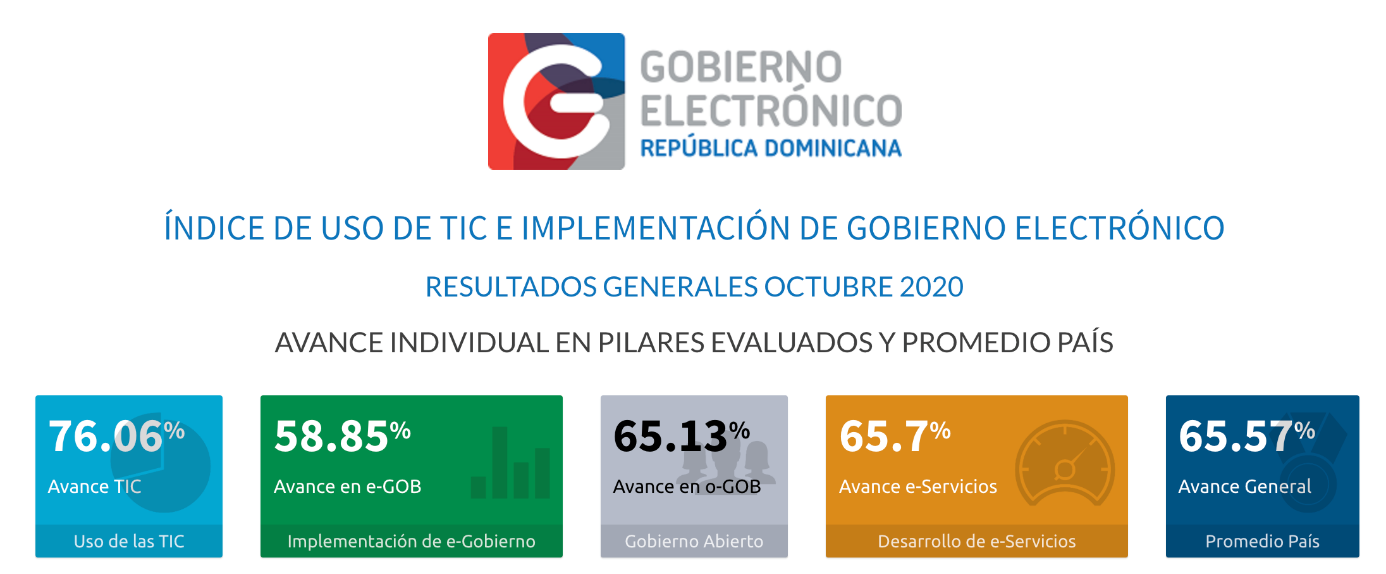 GOBIERNO
ELECTRÓNICO
REPÚBLICA DOMINICANA
ÍNDICE DE USO DE TIC E IMPLEMENTACIÓN DE GOBIERNO ELECTRÓNICO
RESULTADOS GENERALES OCTUBRE 2020
AVANCE INDIVIDUAL EN PILARES EVALUADOS Y PROMEDIO PAÍS
76.06%
Avance TIC
Uso de las TIC
58.85%
Avance en e-GOB
Implementación de e-Gobierno
65.13%
Avance en o-GOB
Gobierno Abierto
65.7%
Avance e-Servicios
Desarrollo de e-Servicios
65.57%
Avance General
Promedio País